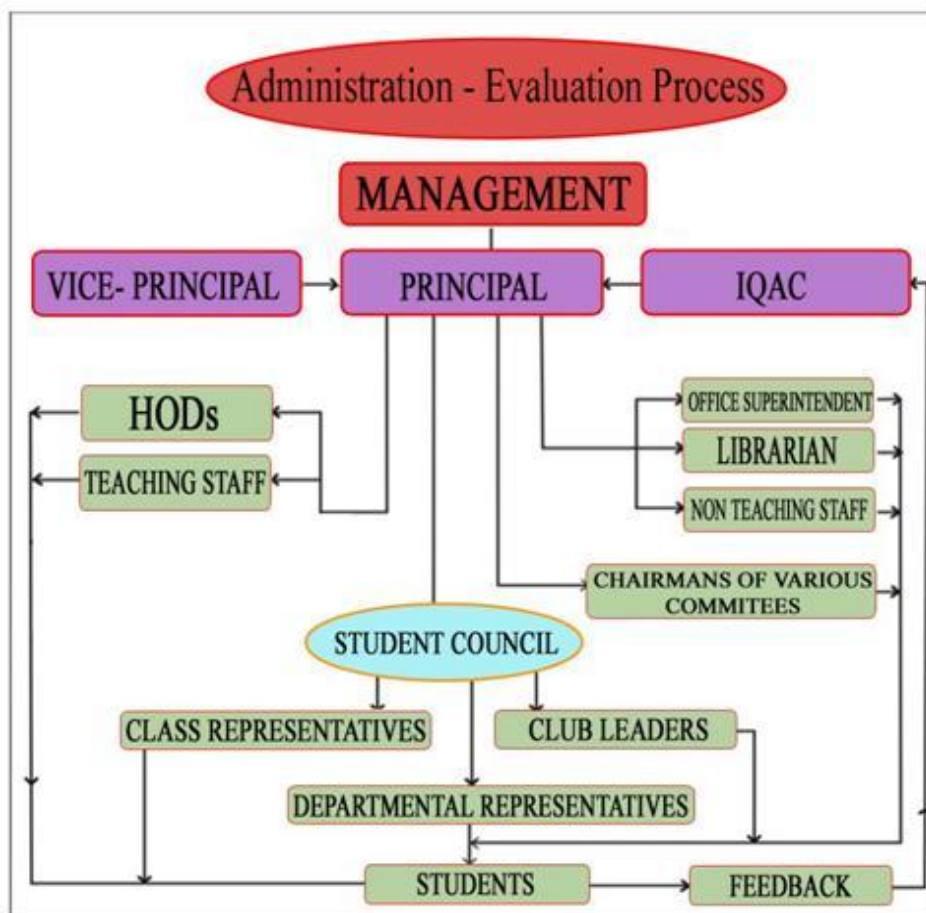 Administration - Evaluation Process
MANAGEMENT
VICE- PRINCIPAL
PRINCIPAL
IQAC
HODs
TEACHING STAFF
OFFICE SUPERINTENDENT
LIBRARIAN
NON TEACHING STAFF
CHAIRMANS OF VARIOUS
COMMITEES
STUDENT COUNCIL
CLASS REPRESENTATIVES
CLUB LEADERS
DEPARTMENTAL REPRESENTATIVES
STUDENTS
FEEDBACK